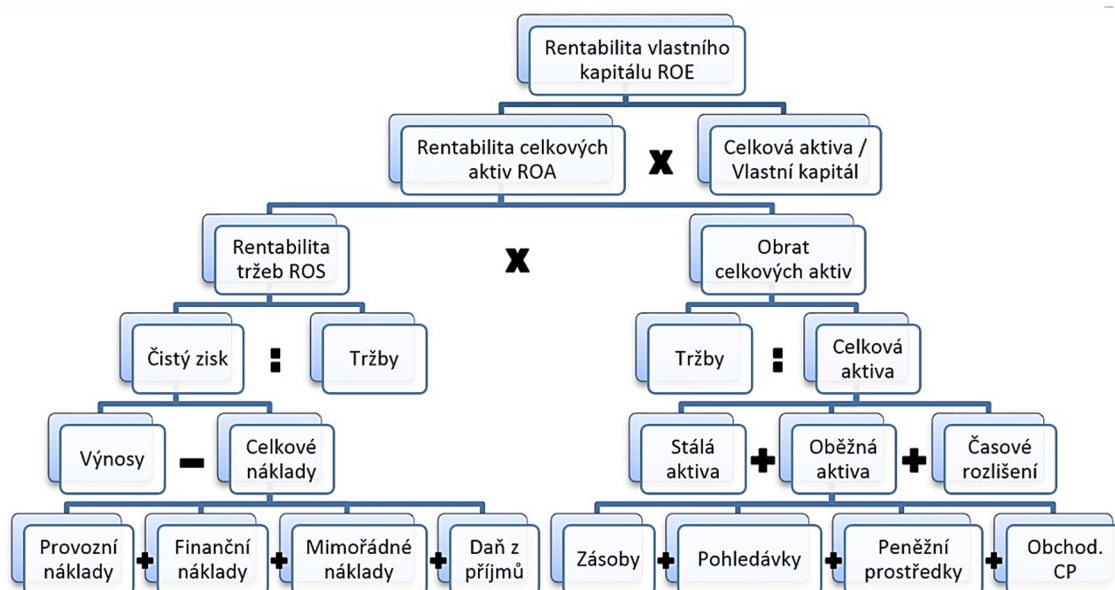 Rentabilita vlastního
kapitálu ROE
Rentabilita celkových
aktiv ROA
x
Celková aktiva /
Vlastní kapitál
Rentabilita
tržeb ROS
x
Obrat
celkových aktiv
Čistý zisk
:
Tržby
Tržby
:
Celková
aktiva
Výnosy
–
Celkové
náklady
Stálá
aktiva
+
Oběžná
aktiva
+
Časové
rozlišení
Provozní
náklady
+
Finanční
náklady
+
Mimořádné
náklady
+
Daň z
příjmů
Zásoby
+
Pohledávky
+
Peněžní
prostředky
+
Obchod.
CP